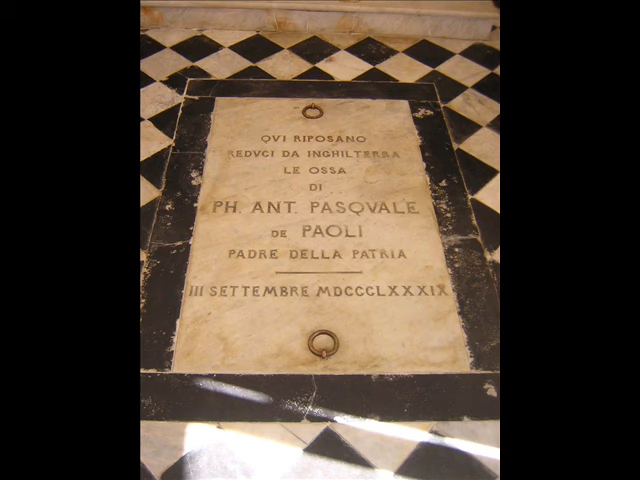 QVI RIPOSANO
REDVCI DA INGHILTERRA
LE OSSA
DI
PH. ANT. PASQVALE
DE PAOLI
PADRE DELLA PATRIA
III SETTEMBRE MDCCCLXXXIX